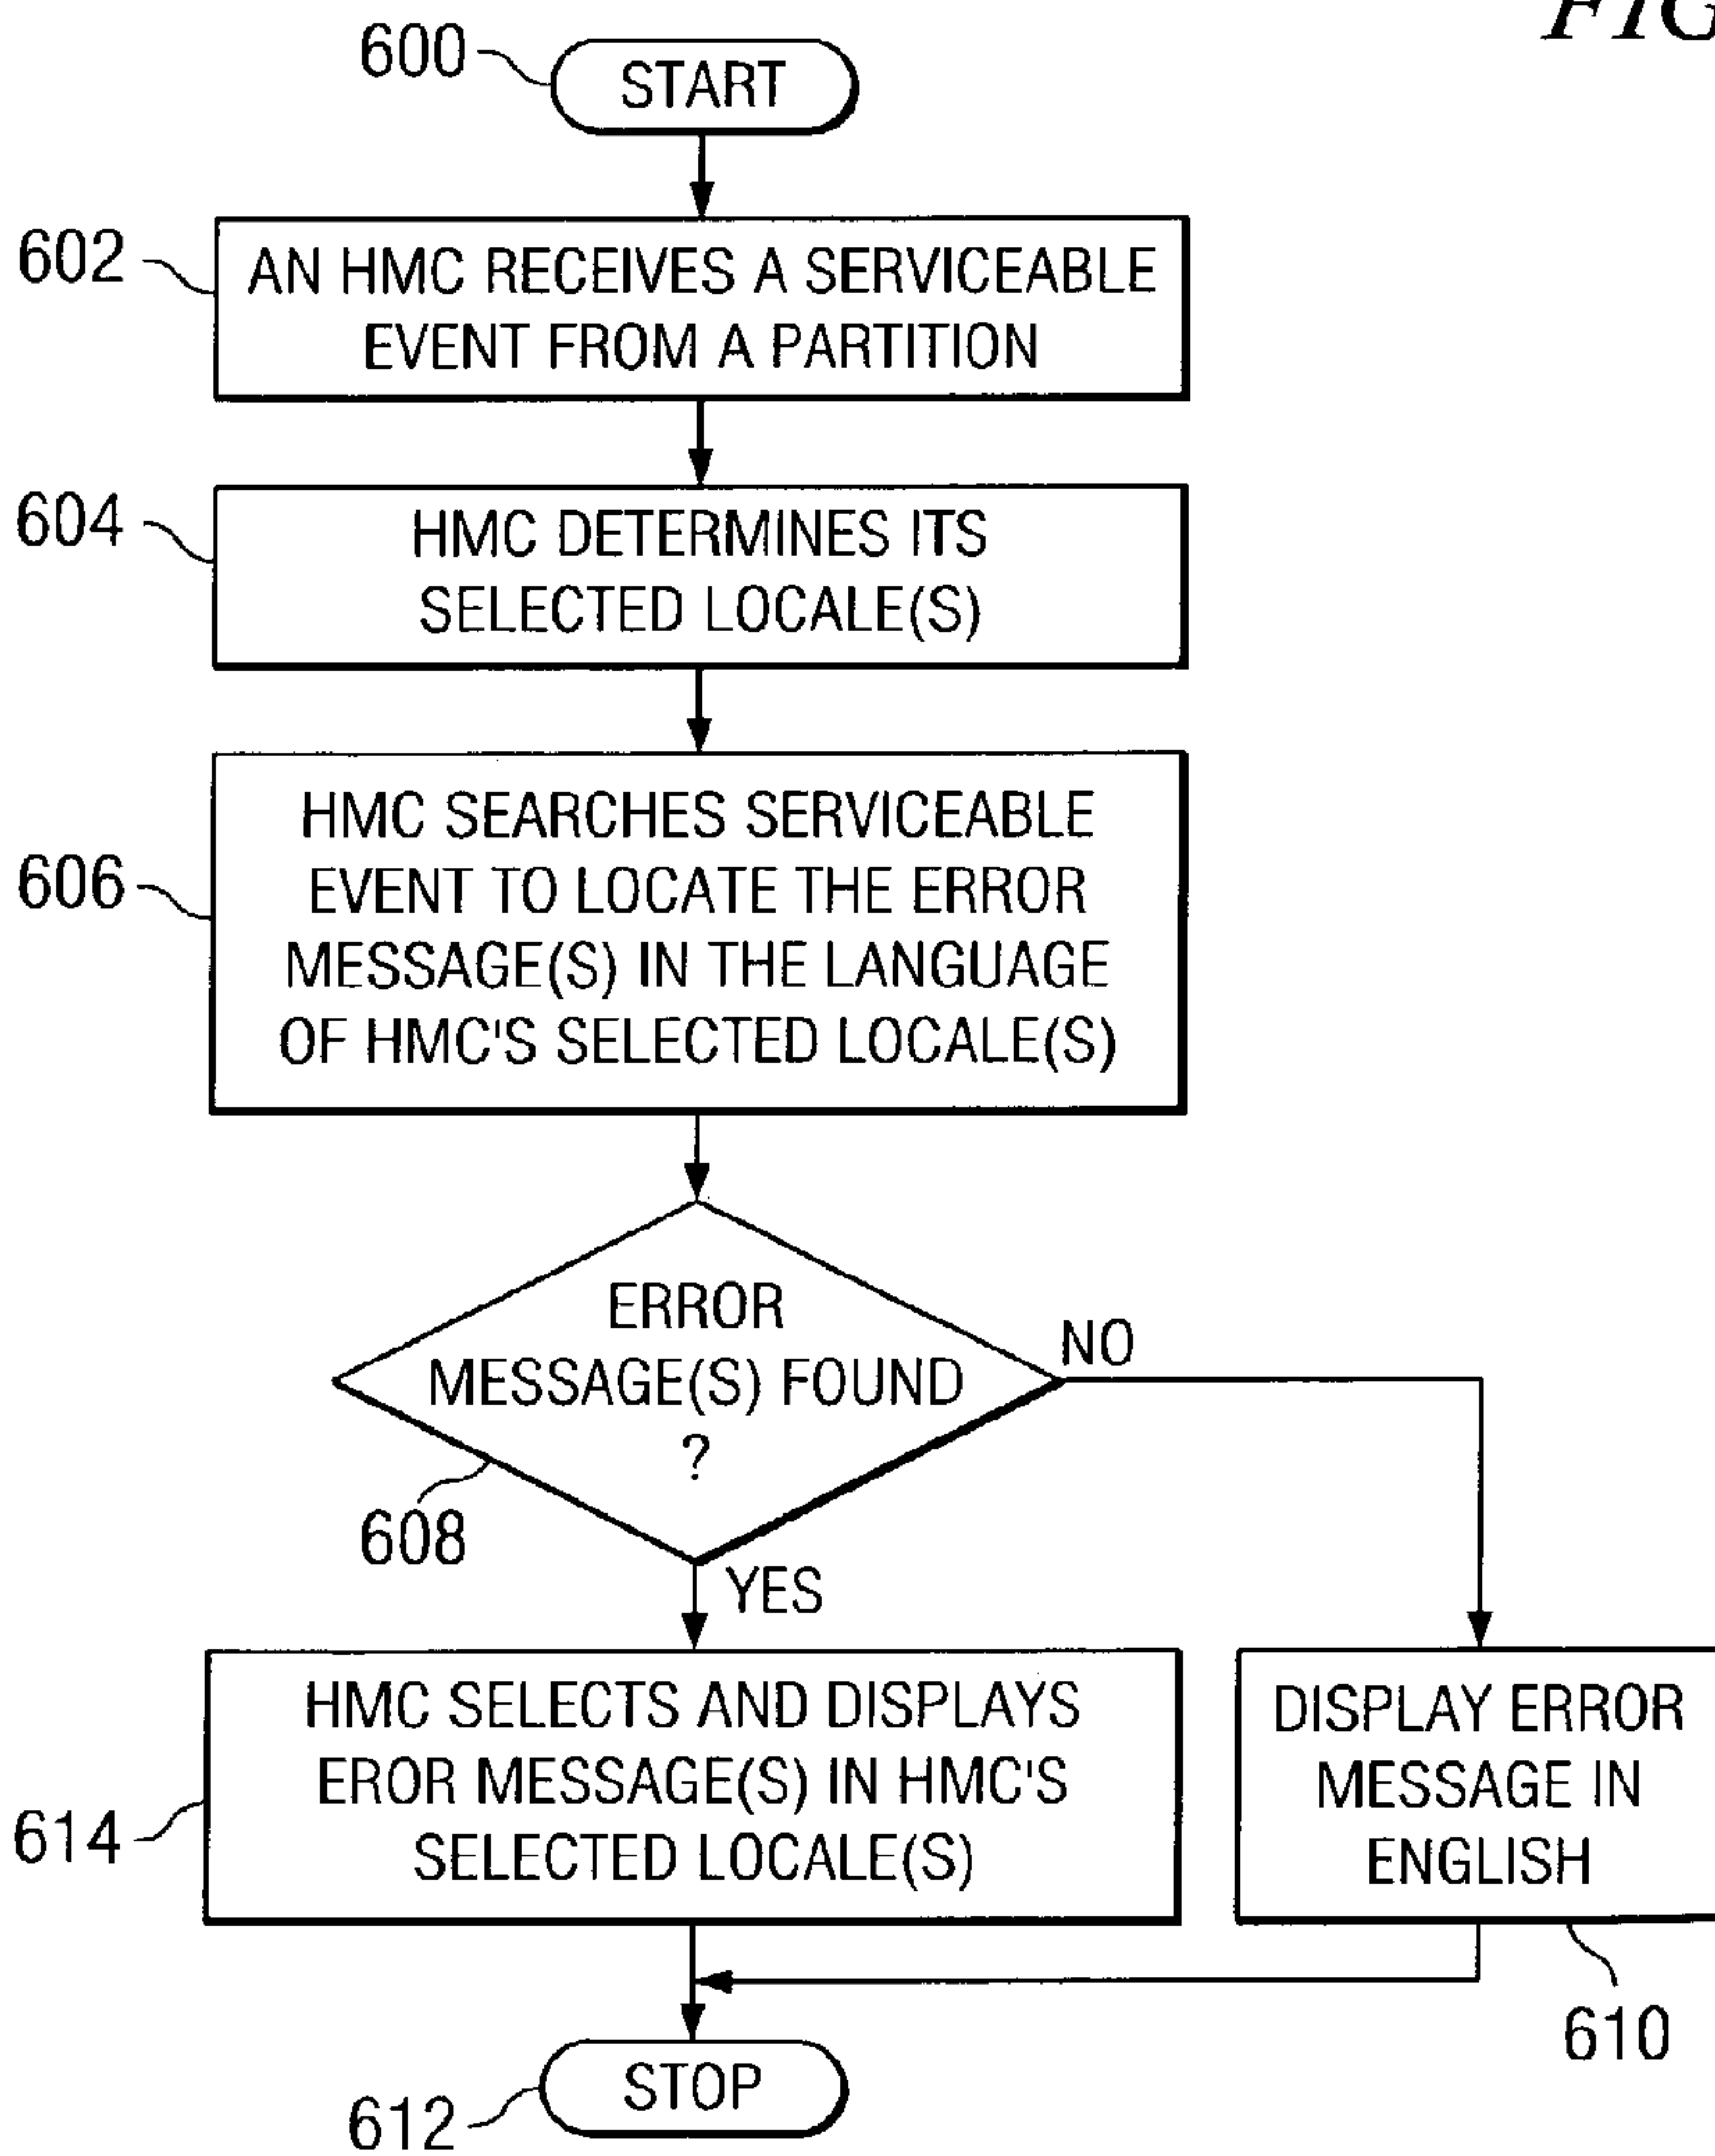 FIG
600
START
602
AN HMC RECEIVES A SERVICEABLE
EVENT FROM A PARTITION
604
HMC DETERMINES ITS
SELECTED LOCALE(S)
606
HMC SEARCHES SERVICEABLE
EVENT TO LOCATE THE ERROR
MESSAGE(S) IN THE LANGUAGE
OF HMC'S SELECTED LOCALE(S)
ERROR
MESSAGE(S) FOUND
?
NO
608
YES
614
HMC SELECTS AND DISPLAYS
EROR MESSAGE(S) IN HMC'S
SELECTED LOCALE(S)
DISPLAY ERROR
MESSAGE IN
ENGLISH
610
612
STOP